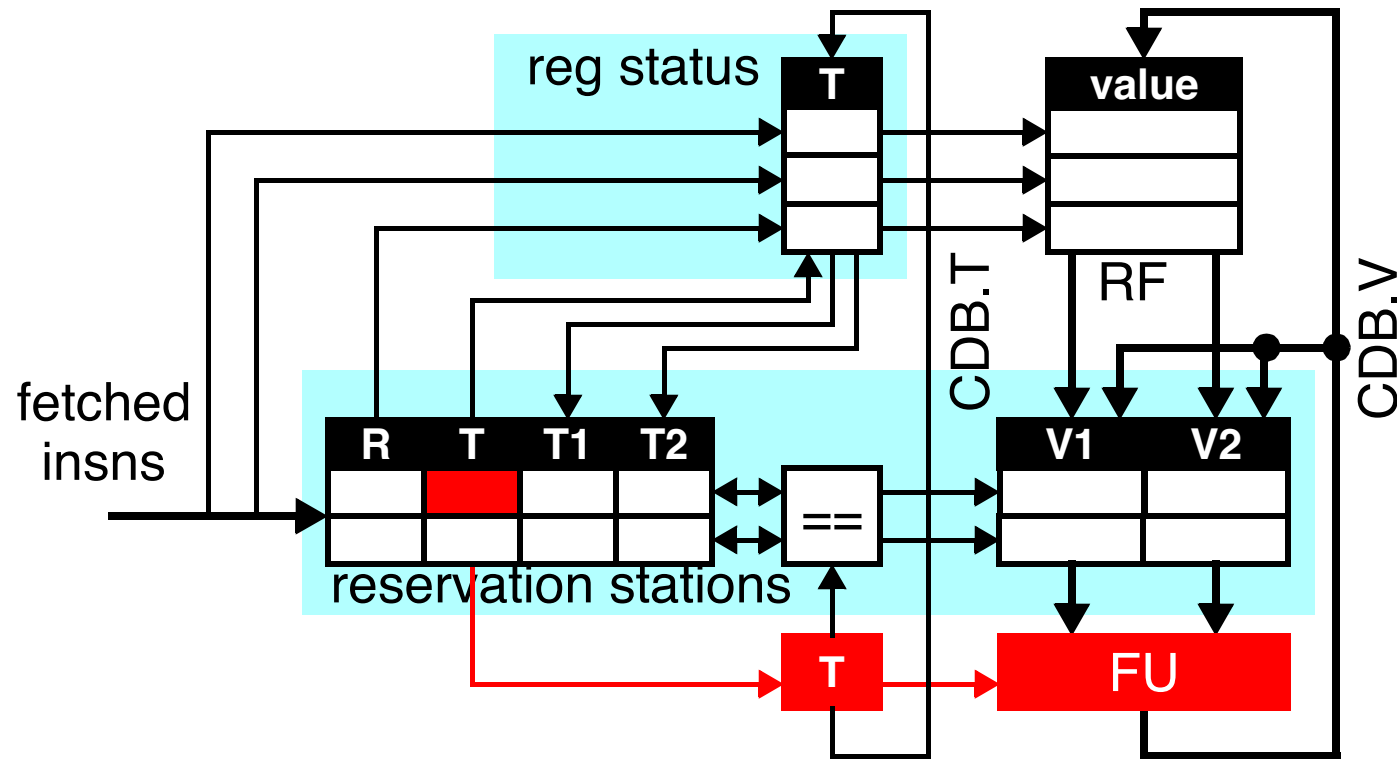 reg status
T
value
CDB.T
RF
CDB.V
fetched
insns
R T T1 T2
V1 V2
==
reservation stations
T
FU